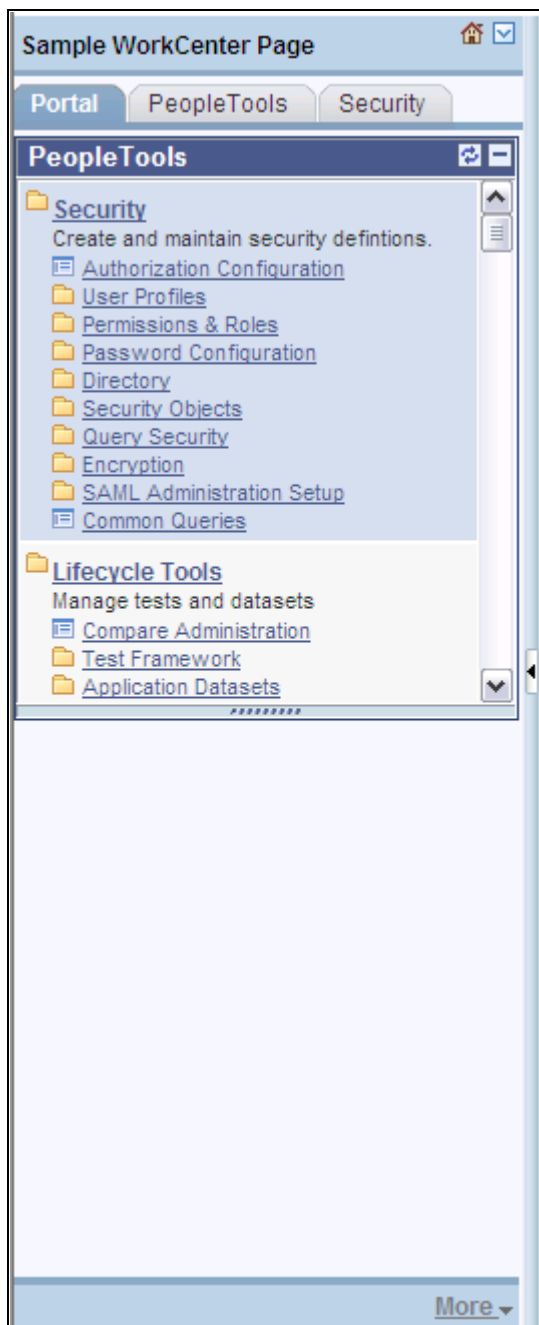 Sample WorkCenter Page
Portal PeopleTools Security
PeopleTools
Security
Create and maintain security defintions.
Authorization Configuration
User Profiles
Permissions & Roles
Password Configuration
Directory
Security Objects
Query Security
Encryption
SAML Administration Setup
Common Queries
Lifecycle Tools
Manage tests and datasets
Compare Administration
Test Framework
Application Datasets
More